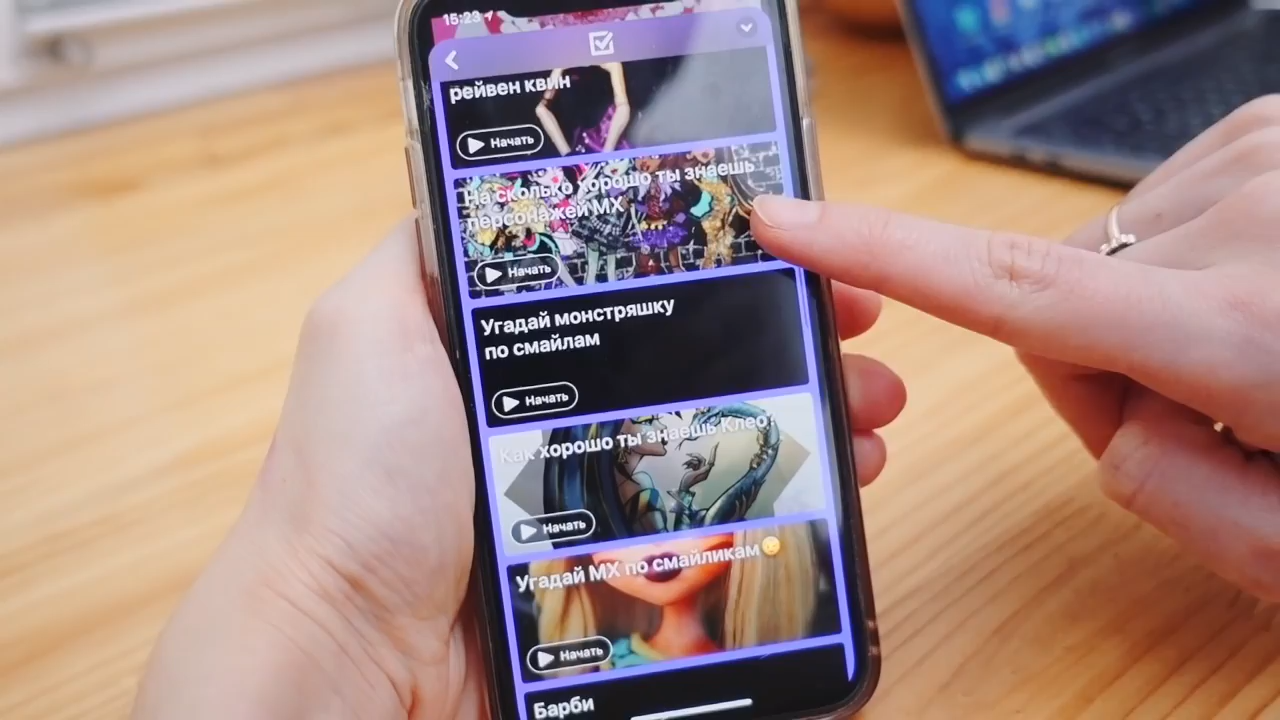 15:23
рейвен квин
Начать
На сколько хорошо ты знаешь
персонажей МХ
Начать
Угадай монстряшку
по смайлам
Начать
Как хорошо ты знаешь Клео?
Начать
Угадай МХ по смайликам😉
Начать
Барби